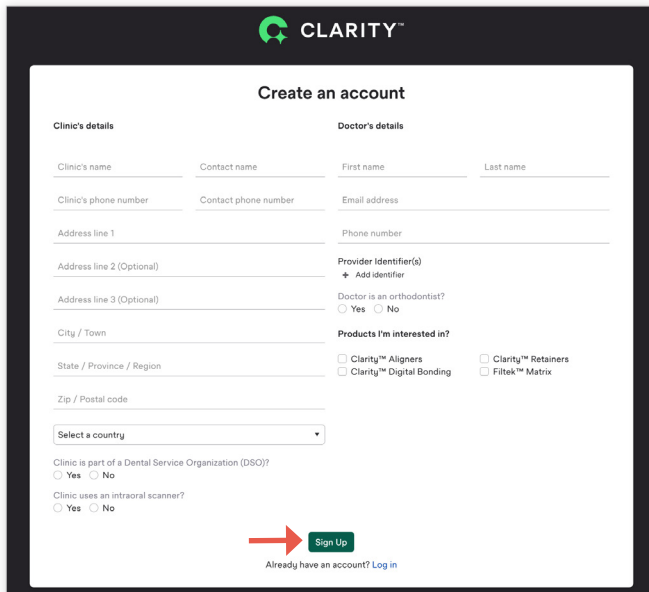 CLARITY™
Create an account
Clinic's details
Doctor's details
Clinic's name
Contact name
First name
Last name
Clinic's phone number
Contact phone number
Email address
Address line 1
Phone number
Address line 2 (Optional)
Provider Identifier(s)
+ Add identifier
Address line 3 (Optional)
Doctor is an orthodontist?
Yes No
City / Town
Products I'm interested in?
State / Province / Region
Clarity™ Aligners
Clarity™ Retainers
Clarity™ Digital Bonding
Filtek™ Matrix
Zip / Postal code
Select a country
Clinic is part of a Dental Service Organization (DSO)?
Yes No
Clinic uses an intraoral scanner?
Yes No
Sign Up
Already have an account? Log in